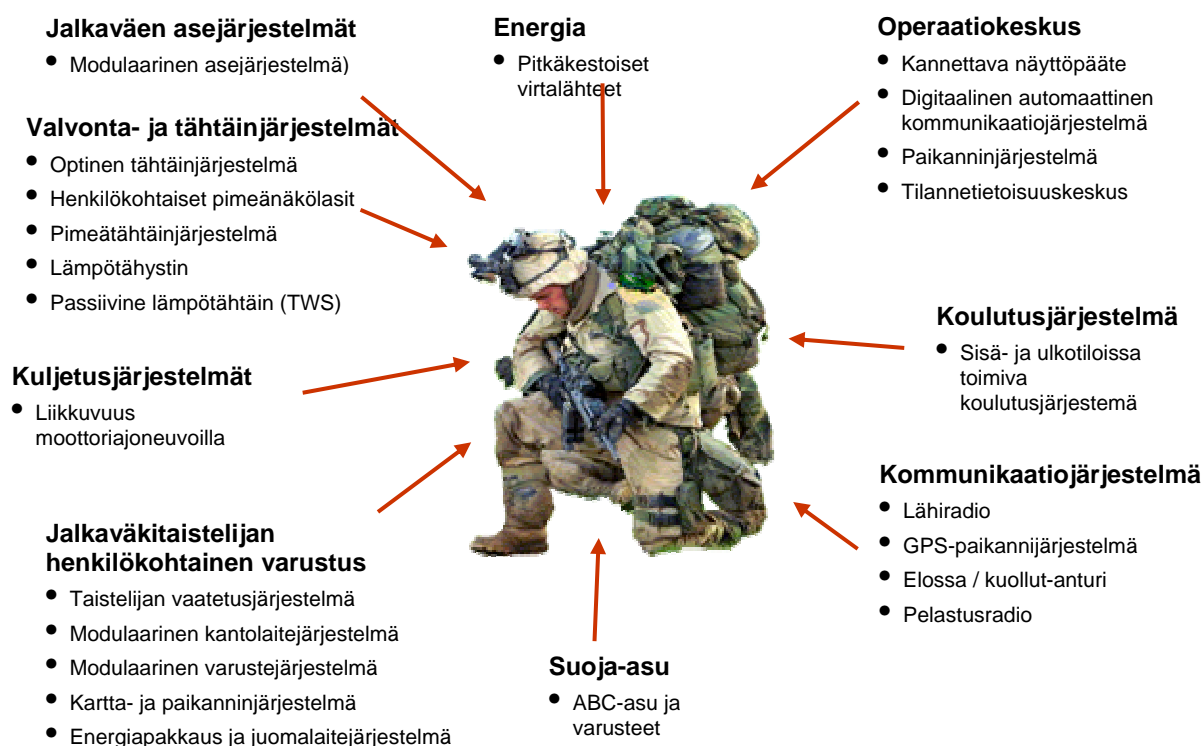 Jalkaväen asejärjestelmät
• Modulaarinen asejärjestelmä)
Energia
• Pitkäkestoiset
virtalähteet
Operaatiokeskus
• Kannettava näyttöpääte
• Digitaalinen automaattinen
kommunikaatiojärjestelmä
• Paikanninjärjestelmä
• Tilannetietoisuuskeskus
Valvonta- ja tähtäinjärjestelmät
• Optinen tähtäinjärjestelmä
• Henkilökohtaiset pimeänäkölasit
• Pimeätähtäinjärjestelmä
• Lämpötähystin
• Passiivine lämpötähtäin (TWS)
Koulutusjärjestelmä
• Sisä- ja ulkotiloissa
toimiva
koulutusjärjestemä
Kuljetusjärjestelmät
• Liikkuvuus
moottoriajoneuvoilla
Kommunikaatiojärjestelmä
• Lähiradio
• GPS-paikannijärjestelmä
• Elossa / kuollut-anturi
• Pelastusradio
Jalkaväkitaistelijan
henkilökohtainen varustus
• Taistelijan vaatetusjärjestelmä
• Modulaarinen kantolaitejärjestelmä
• Modulaarinen varustejärjestelmä
• Kartta- ja paikanninjärjestelmä
• Energiapakkaus ja juomalaitejärjestelmä
Suoja-asu
• ABC-asu ja
varusteet